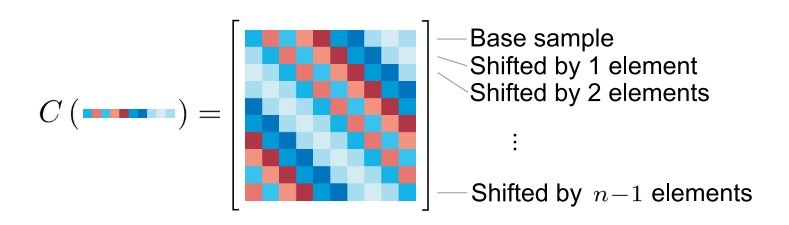 Base sample
Shifted by 1 element
Shifted by 2 elements
C ( ) =
⋮
Shifted by n−1 elements